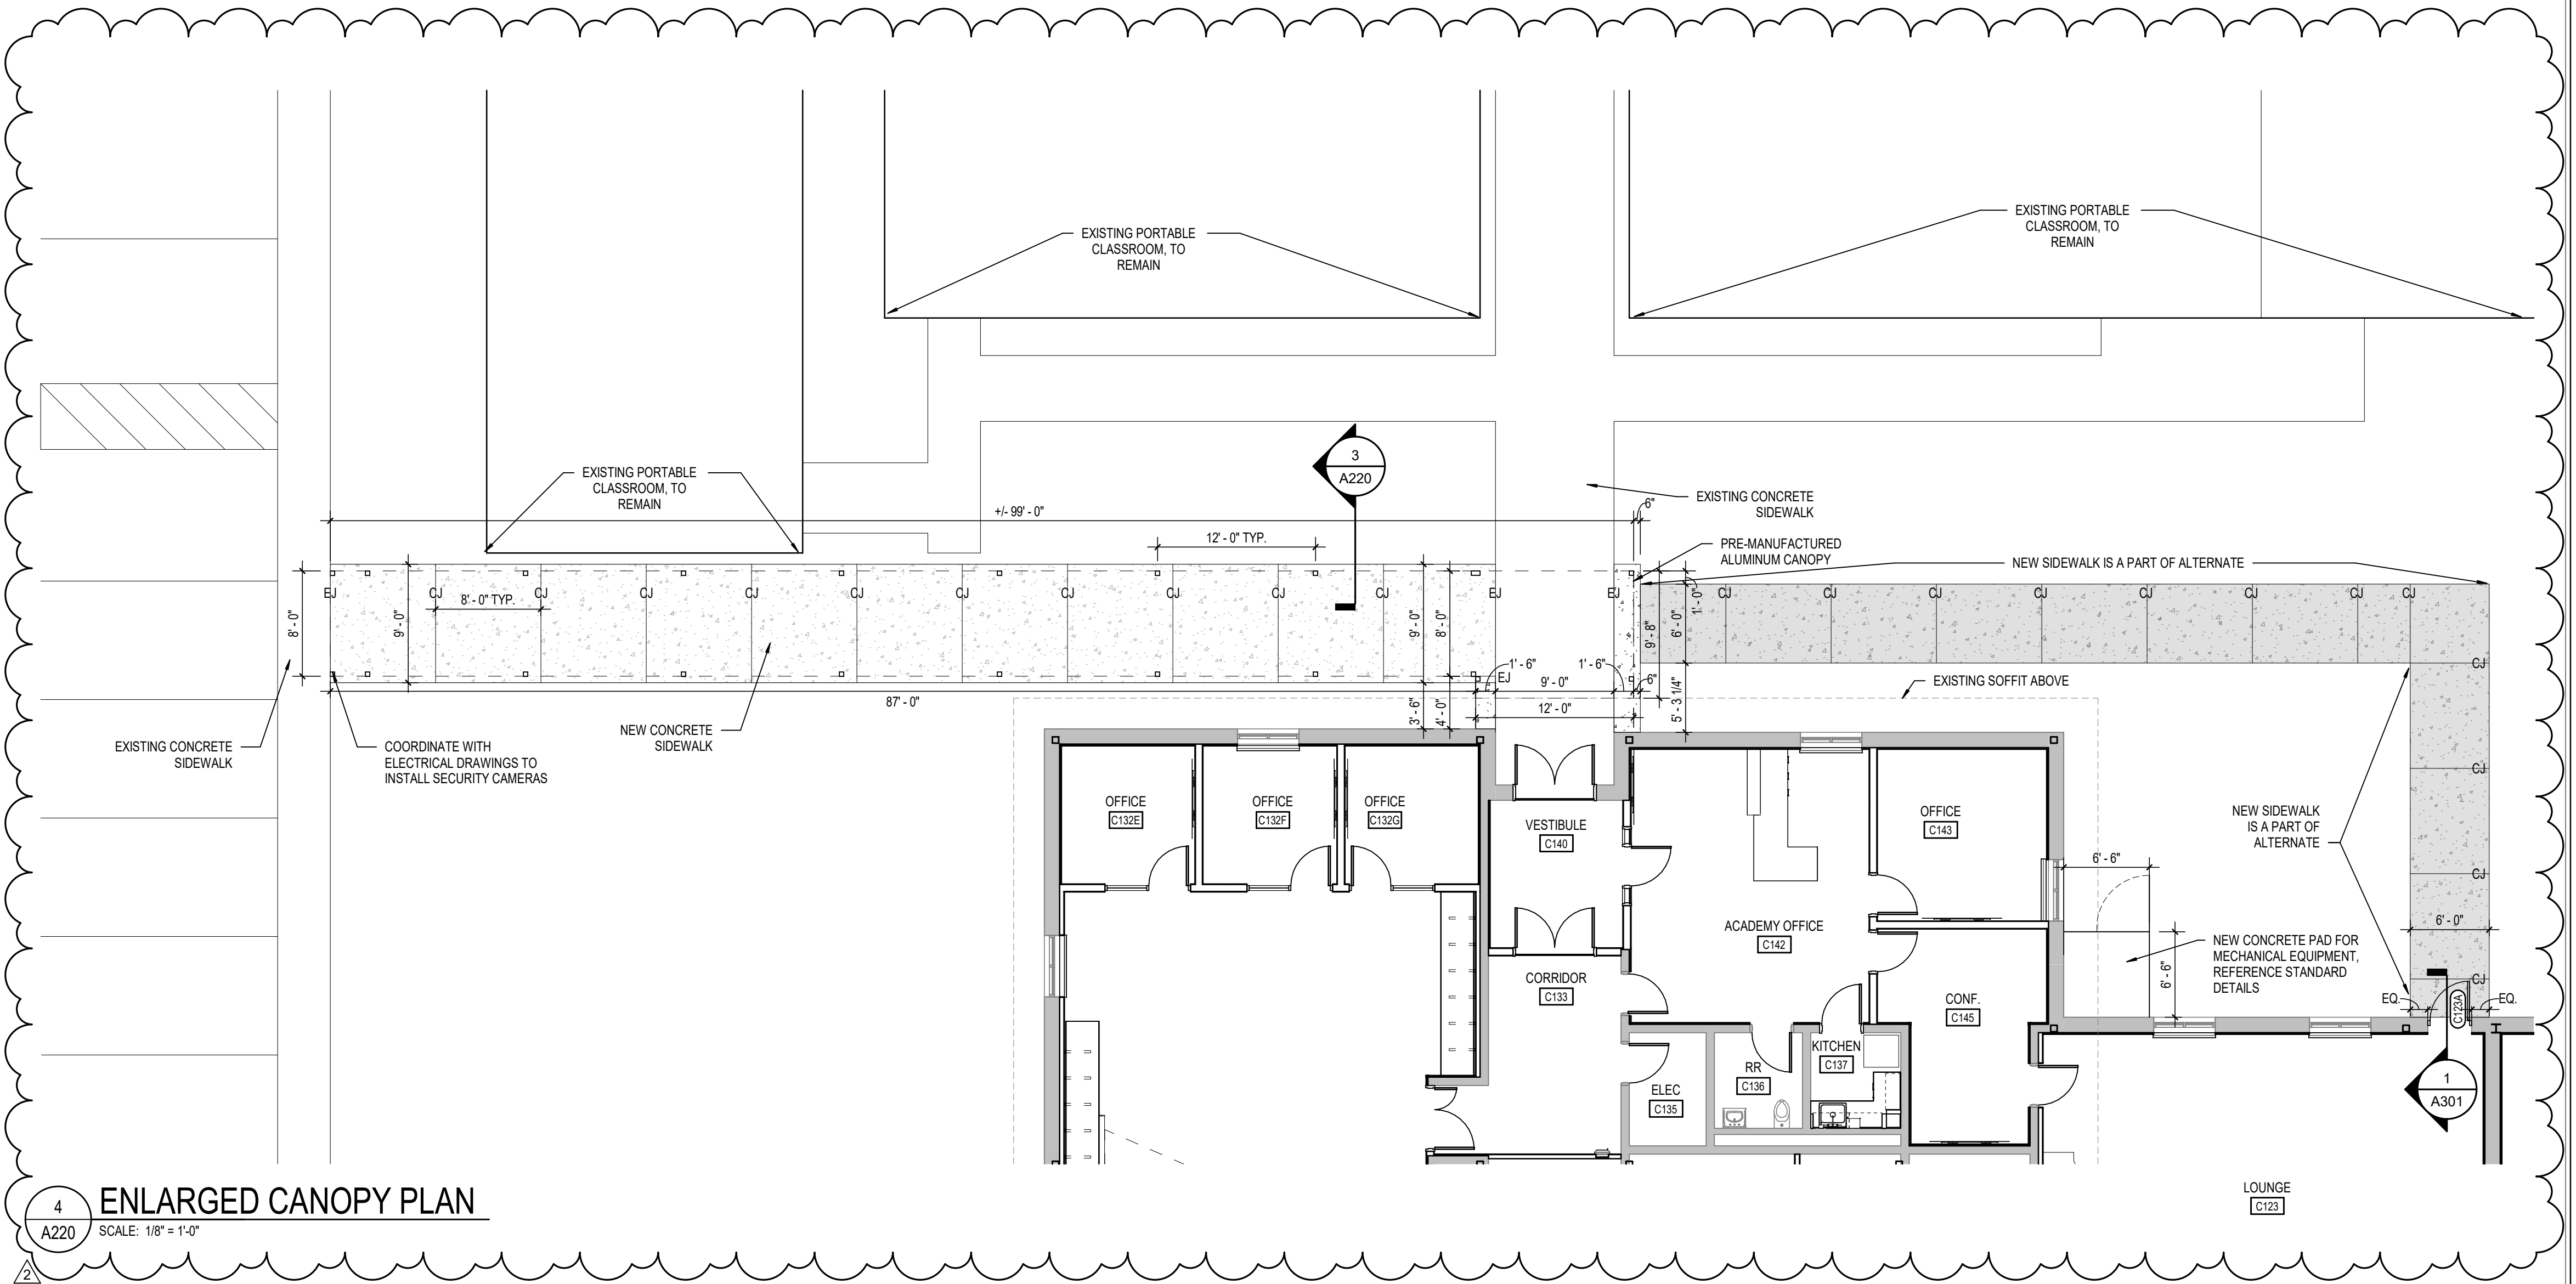 EXISTING PORTABLE
CLASSROOM, TO
REMAIN
EXISTING PORTABLE
CLASSROOM, TO
REMAIN
EXISTING PORTABLE
CLASSROOM, TO
REMAIN
3
A220
EXISTING CONCRETE
SIDEWALK
6"
+/- 99' - 0"
12' - 0" TYP.
PRE-MANUFACTURED
ALUMINUM CANOPY
NEW SIDEWALK IS A PART OF ALTERNATE
EJ
CJ
CJ
CJ
CJ
CJ
CJ
CJ
CJ
CJ
CJ
EJ
EJ
CJ
CJ
CJ
CJ
CJ
CJ
CJ
CJ
8' - 0" TYP.
8' - 0"
9' - 0"
9' - 0"
8' - 0"
9' - 8"
6' - 0"
1' - 0"
1' - 6"
1' - 6"
EJ
9' - 0"
6"
CJ
EXISTING SOFFIT ABOVE
87' - 0"
12' - 0"
3' - 6"
4' - 0"
5' - 3 1/4"
NEW CONCRETE
SIDEWALK
EXISTING CONCRETE
SIDEWALK
COORDINATE WITH
ELECTRICAL DRAWINGS TO
INSTALL SECURITY CAMERAS
CJ
OFFICE
C132E
OFFICE
C132F
OFFICE
C132G
VESTIBULE
C140
OFFICE
C143
NEW SIDEWALK
IS A PART OF
ALTERNATE
6' - 6"
CJ
ACADEMY OFFICE
C142
6' - 0"
NEW CONCRETE PAD FOR
MECHANICAL EQUIPMENT,
REFERENCE STANDARD
DETAILS
6' - 6"
CORRIDOR
C133
CONF.
C145
CJ
EQ.
C123A
EQ.
KITCHEN
C137
RR
C136
ELEC
C135
1
A301
LOUNGE
C123
4
A220
ENLARGED CANOPY PLAN
SCALE: 1/8" = 1'-0"
2